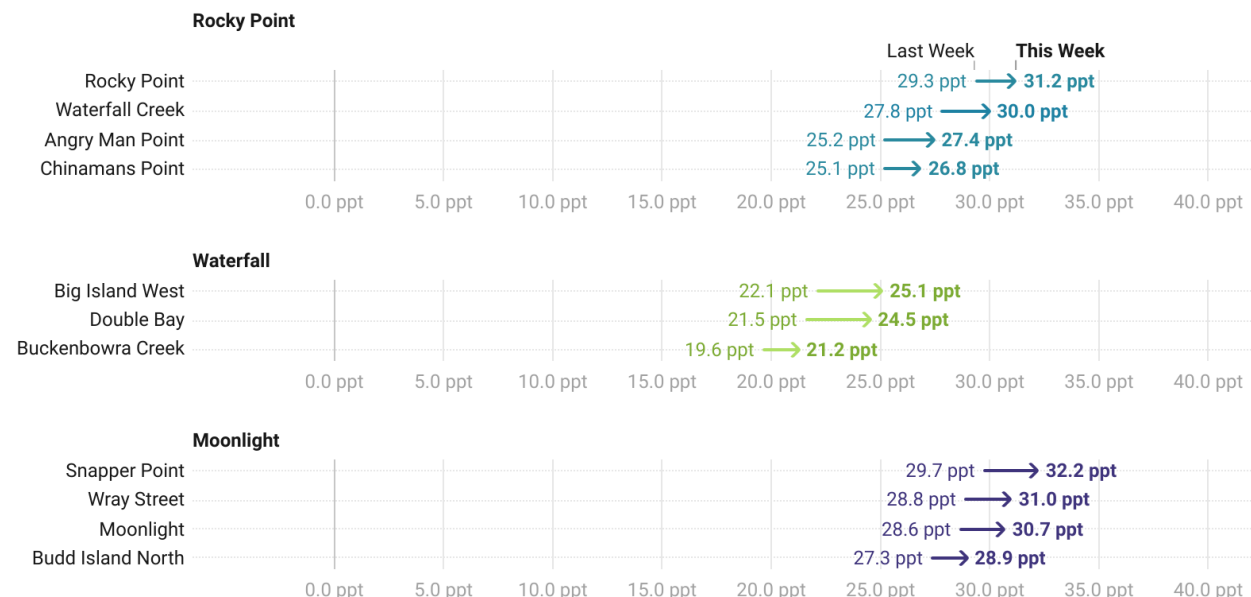 Rocky Point
Last Week This Week
Rocky Point 29.3 ppt 31.2 ppt
Waterfall Creek 27.8 ppt 30.0 ppt
Angry Man Point 25.2 ppt 27.4 ppt
Chinamans Point 25.1 ppt 26.8 ppt
0.0 ppt 5.0 ppt 10.0 ppt 15.0 ppt 20.0 ppt 25.0 ppt 30.0 ppt 35.0 ppt 40.0 ppt
Waterfall
Big Island West 22.1 ppt 25.1 ppt
Double Bay 21.5 ppt 24.5 ppt
Buckenbowra Creek 19.6 ppt 21.2 ppt
0.0 ppt 5.0 ppt 10.0 ppt 15.0 ppt 20.0 ppt 25.0 ppt 30.0 ppt 35.0 ppt 40.0 ppt
Moonlight
Snapper Point 29.7 ppt 32.2 ppt
Wray Street 28.8 ppt 31.0 ppt
Moonlight 28.6 ppt 30.7 ppt
Budd Island North 27.3 ppt 28.9 ppt
0.0 ppt 5.0 ppt 10.0 ppt 15.0 ppt 20.0 ppt 25.0 ppt 30.0 ppt 35.0 ppt 40.0 ppt